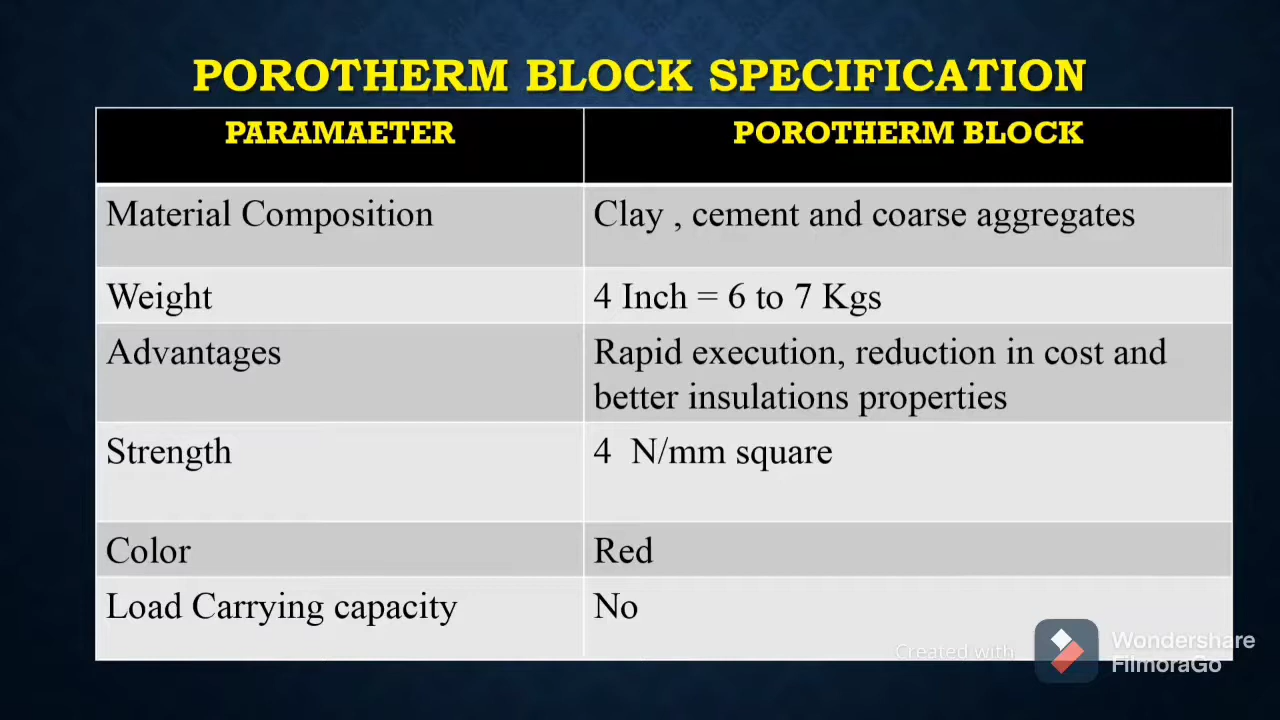 POROTHERM BLOCK SPECIFICATION
PARAMAETER
POROTHERM BLOCK
Material Composition
Clay , cement and coarse aggregates
Weight
4 Inch = 6 to 7 Kgs
Advantages
Rapid execution, reduction in cost and
better insulations properties
Strength
4 N/mm square
Color
Red
Load Carrying capacity
No
Created with
Wondershare
FilmoraGo